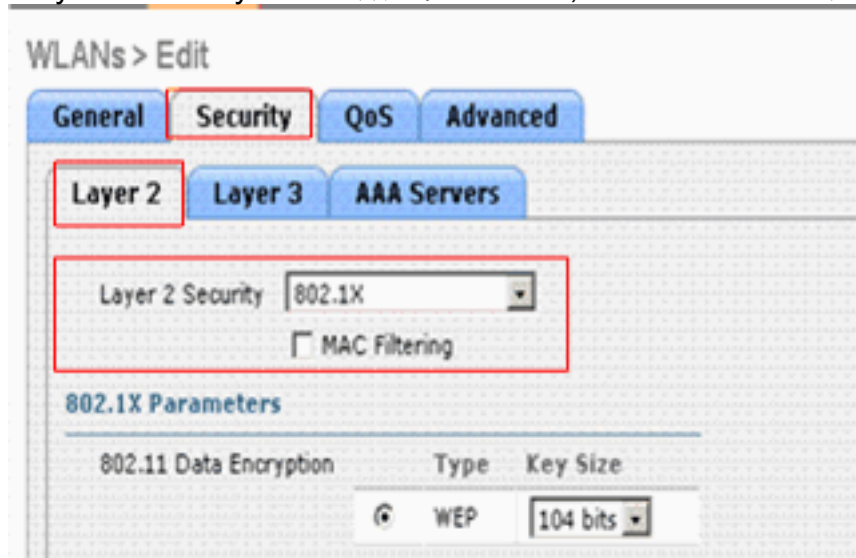 WLANs > Edit
General Security QoS Advanced
Layer 2 Layer 3 AAA Servers
Layer 2 Security 802.1X
MAC Filtering
802.1X Parameters
802.11 Data Encryption Type Key Size
WEP 104 bits